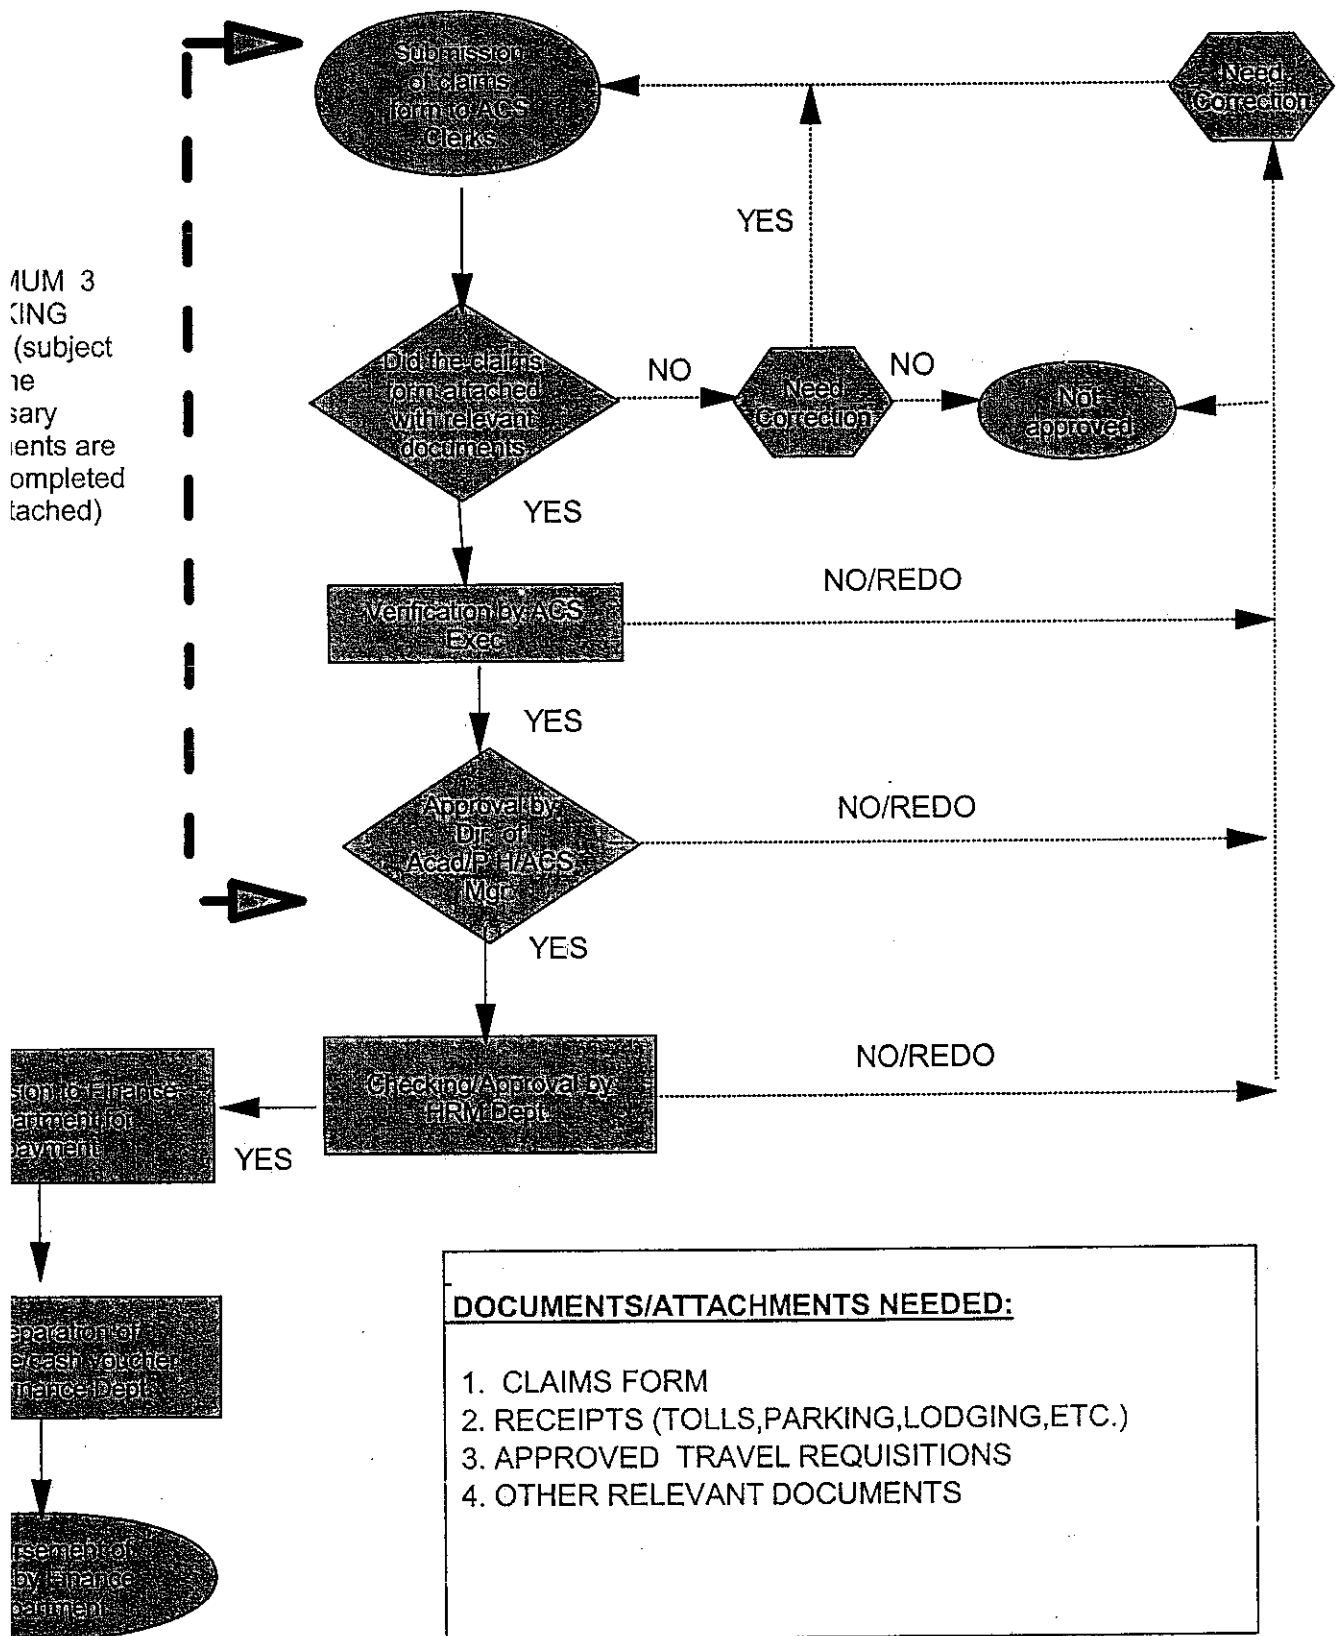 Submission
of claims
form to ACS
Clerks
Need
Correction
YES
MUM 3
KING
(subject
he
sary
ments are
ompleted
tached)
Did the claims
form attached
with relevant
documents
NO
Need
Correction
NO
Not
approved
YES
Verification by ACS
Exec
NO/REDO
YES
Approval by
Dir. of
Acad/P H/ACS
Mgr
NO/REDO
YES
Checking/Approval by
HRM Dept.
NO/REDO
sion to Finance
artment for
payment
YES
eparation of
e/cash voucher
inance Dept.
rsement of
by Finance
partment
DOCUMENTS/ATTACHMENTS NEEDED:
1. CLAIMS FORM
2. RECEIPTS (TOLLS,PARKING,LODGING,ETC.)
3. APPROVED TRAVEL REQUISITIONS
4. OTHER RELEVANT DOCUMENTS